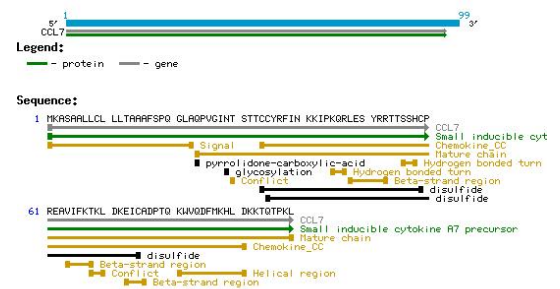 1 99
5' 3'
CCL7
Legend:
- protein - gene
Sequence:
1 MKASAALLCL LLTAAAFSPQ GLAQPVGINT STTCCYRFIN KKIPKQRLES YRRTTSSHCP
CCL7
Small inducible cyt
Signal Chemokine_CC
Mature chain
pyrrolidone-carboxylic-acid Hydrogen bonded turn
glycosylation Hydrogen bonded turn
Conflict Beta-strand region
disulfide
disulfide
61 REAVIFKTKL DKEICADPTQ KWVQDFMKHL DKKTQTPKL
CCL7
Small inducible cytokine A7 precursor
Mature chain
Chemokine_CC
disulfide
Beta-strand region
Conflict Helical region
Beta-strand region